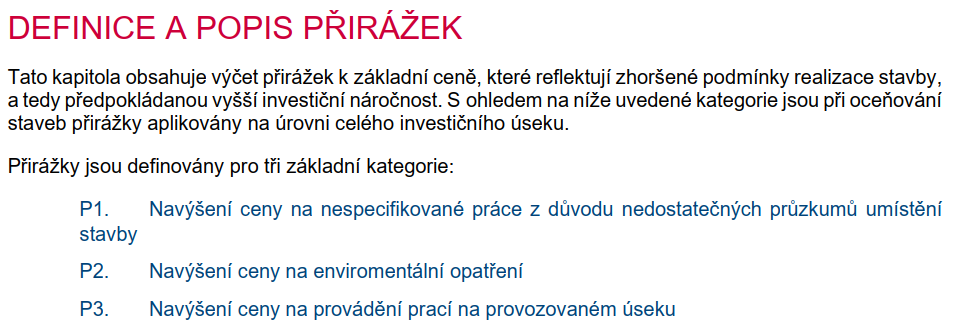 DEFINICE A POPIS PŘIRÁŽEK
Tato kapitola obsahuje výčet přirážek k základní ceně, které reflektují zhoršené podmínky realizace stavby,
a tedy předpokládanou vyšší investiční náročnost. S ohledem na níže uvedené kategorie jsou při oceňování
staveb přirážky aplikovány na úrovni celého investičního úseku.
Přirážky jsou definovány pro tři základní kategorie:
P1. Navýšení ceny na nespecifikované práce z důvodu nedostatečných průzkumů umístění
stavby
P2. Navýšení ceny na enviromentální opatření
P3. Navýšení ceny na provádění prací na provozovaném úseku